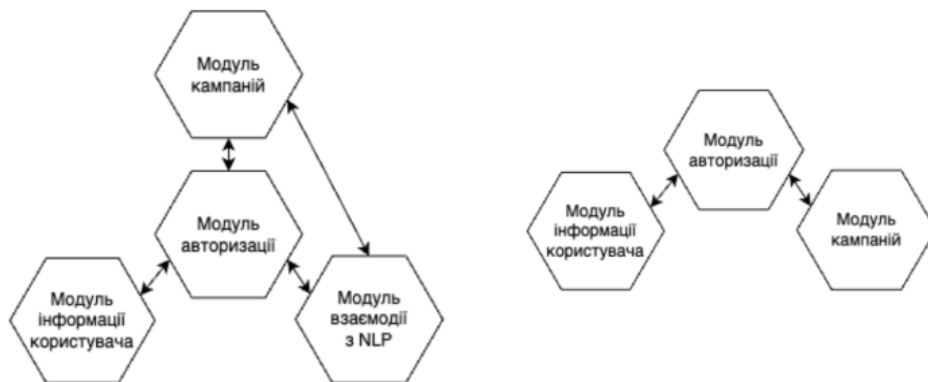 Модуль
кампаній
Модуль
авторизації
Модуль
інформації
користувача
Модуль
взаємодії
з NLP
Модуль
авторизації
Модуль
інформації
користувача
Модуль
кампаній